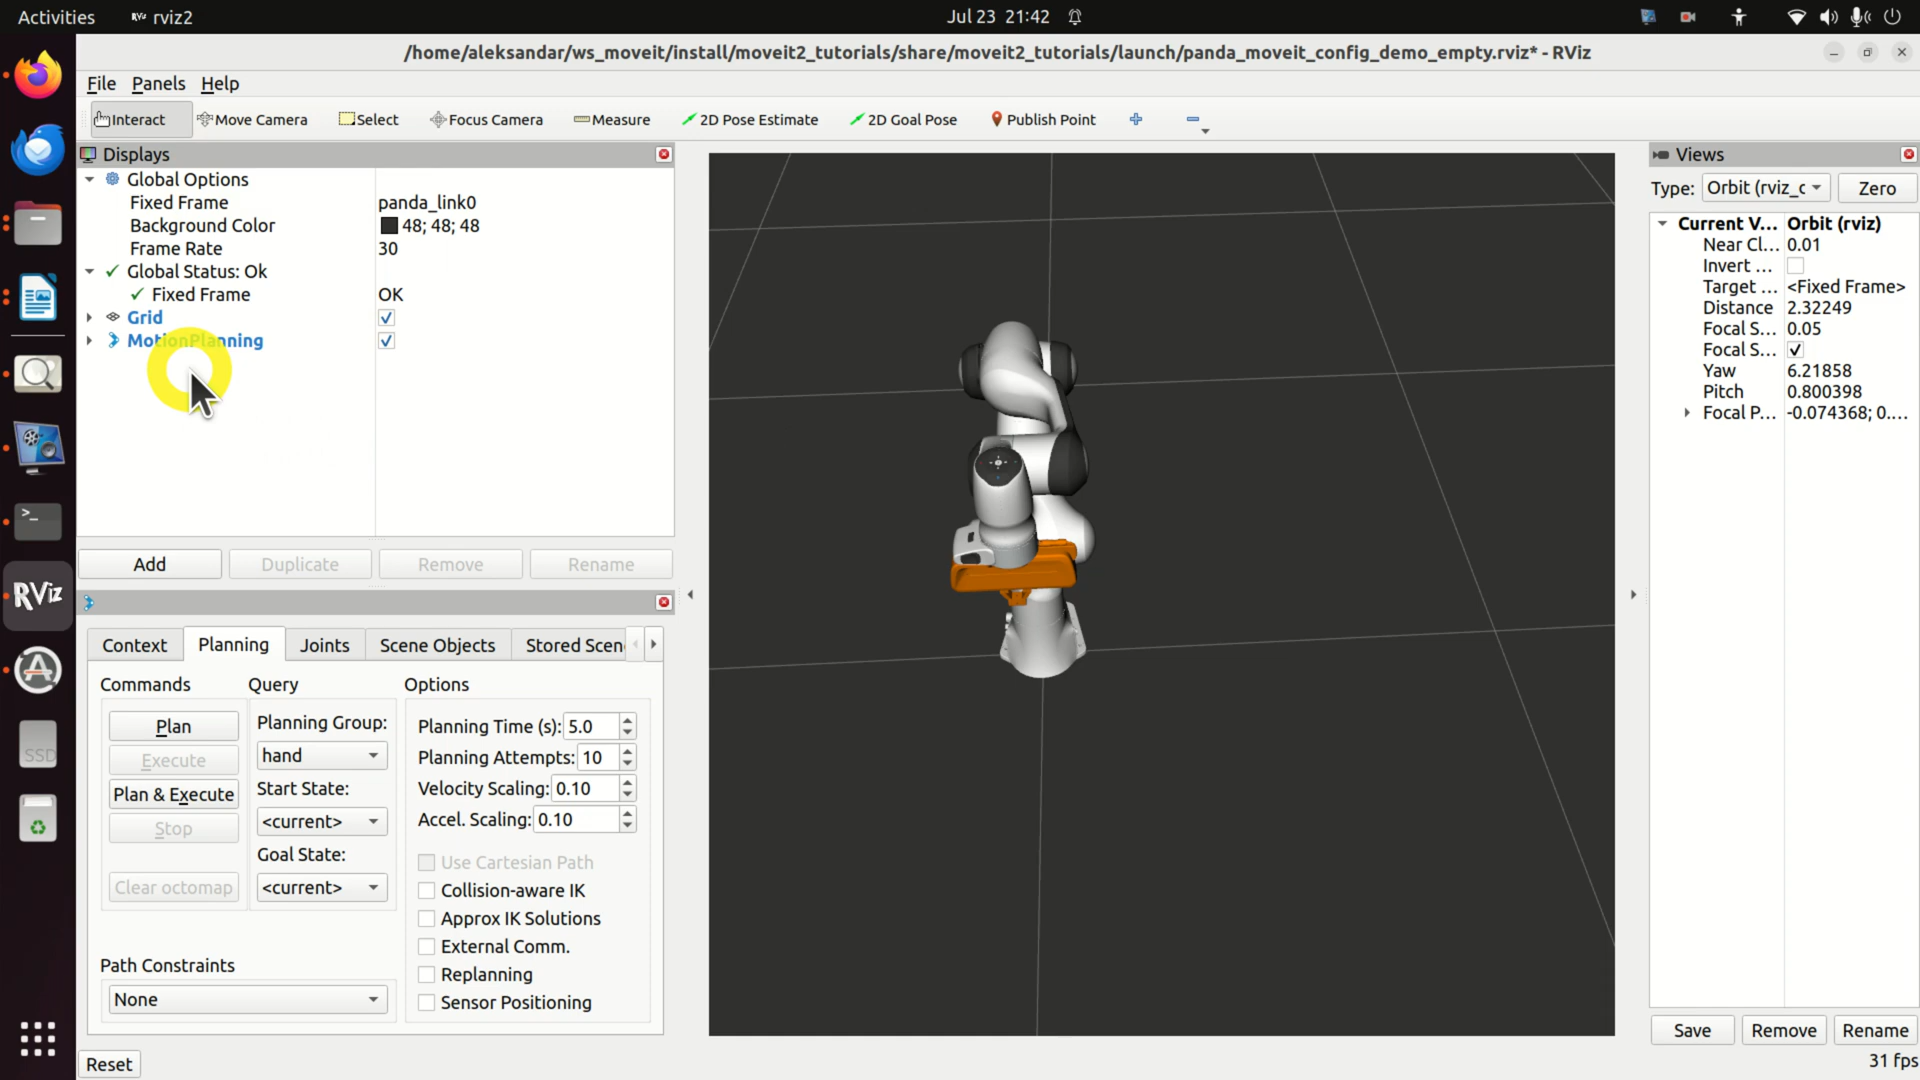 Activities
RViz rviz2
Jul 23 21:42
/home/aleksandar/ws_moveit/install/moveit2_tutorials/share/moveit2_tutorials/launch/panda_moveit_config_demo_empty.rviz* - RViz
File Panels Help
Interact Move Camera Select Focus Camera Measure 2D Pose Estimate 2D Goal Pose Publish Point
Displays
Global Options
Fixed Frame panda_link0
Background Color 48; 48; 48
Frame Rate 30
Global Status: Ok
Fixed Frame OK
Grid
MotionPlanning
Add Duplicate Remove Rename
Context Planning Joints Scene Objects Stored Scen
Commands Query Options
Plan
Execute
Plan & Execute
Stop
Clear octomap
Planning Group:
hand
Start State:
<current>
Goal State:
<current>
Planning Time (s): 5.0
Planning Attempts: 10
Velocity Scaling: 0.10
Accel. Scaling: 0.10
Use Cartesian Path
Collision-aware IK
Approx IK Solutions
External Comm.
Replanning
Sensor Positioning
Path Constraints
None
Reset
Views
Type: Orbit (rviz_c Zero
Current V... Orbit (rviz)
Near Cl... 0.01
Invert ...
Target ... <Fixed Frame>
Distance 2.32249
Focal S... 0.05
Focal S...
Yaw 6.21858
Pitch 0.800398
Focal P... -0.074368; 0....
Save Remove Rename
31 fps
RViz
SSD